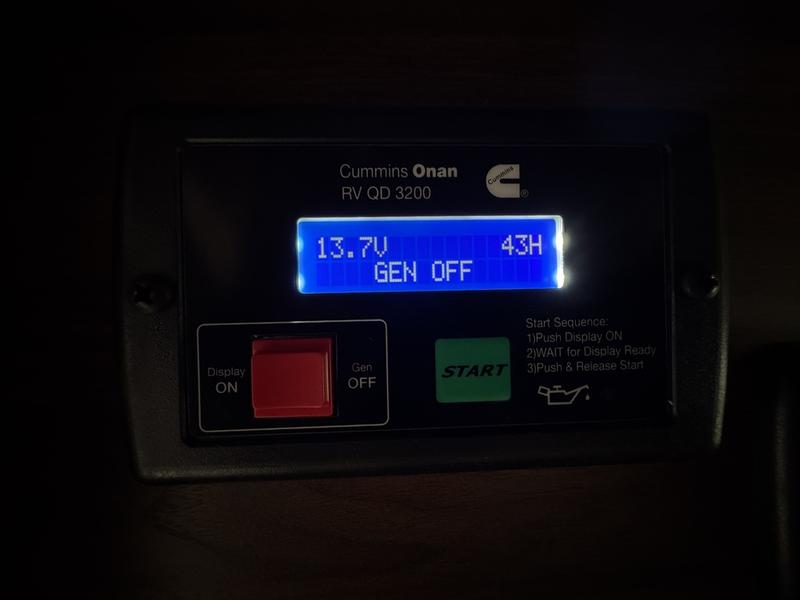 Cummins Onan
RV QD 3200
Cummins
®
13.7V 43H
GEN OFF
Display
ON
Gen
OFF
START
Start Sequence:
1)Push Display ON
2)WAIT for Display Ready
3)Push & Release Start